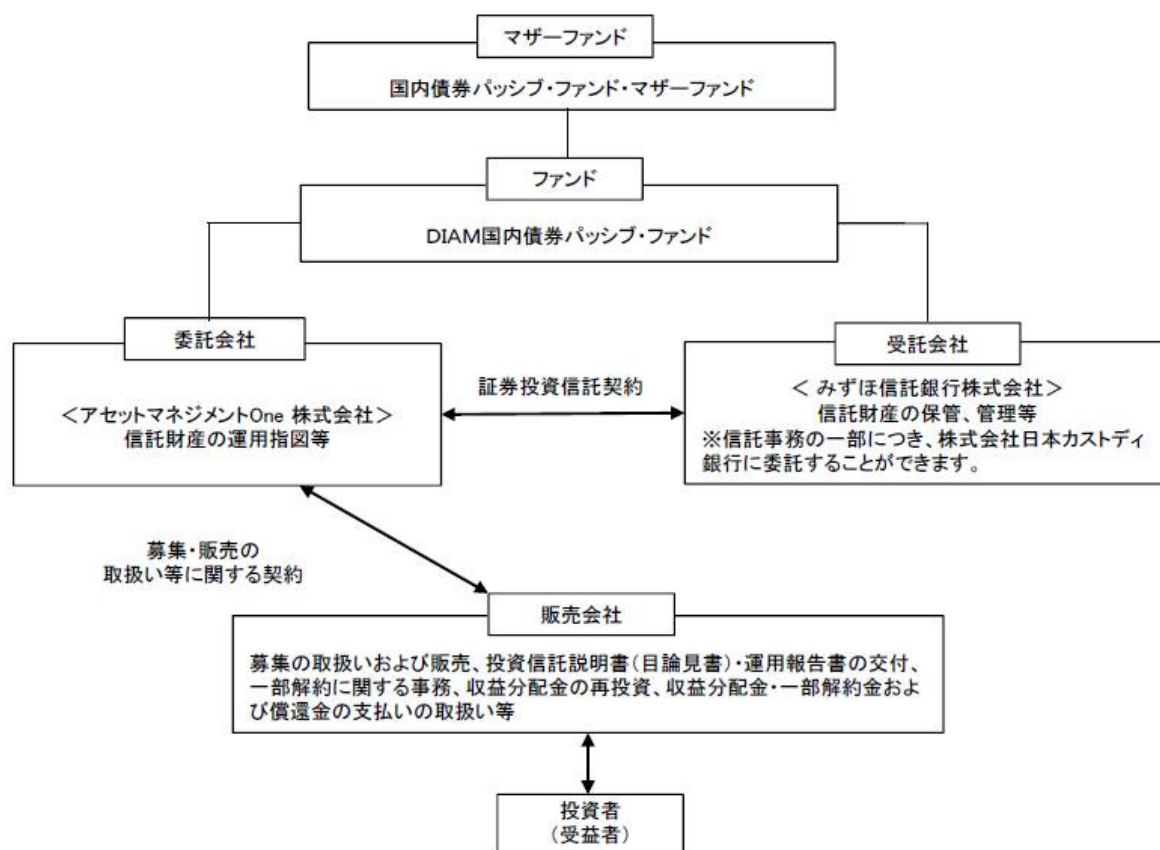 マザーファンド
国内債券パッシブ・ファンド・マザーファンド
ファンド
DIAM国内債券パッシブ・ファンド
委託会社
＜アセットマネジメントOne 株式会社＞
信託財産の運用指図等
証券投資信託契約
受託会社
＜ みずほ信託銀行株式会社＞
信託財産の保管、管理等
※信託事務の一部につき、株式会社日本カストディ
銀行に委託することができます。
募集・販売の
取扱い等に関する契約
販売会社
募集の取扱いおよび販売、投資信託説明書（目論見書）・運用報告書の交付、
一部解約に関する事務、収益分配金の再投資、収益分配金・一部解約金およ
び償還金の支払いの取扱い等
投資者
（受益者）